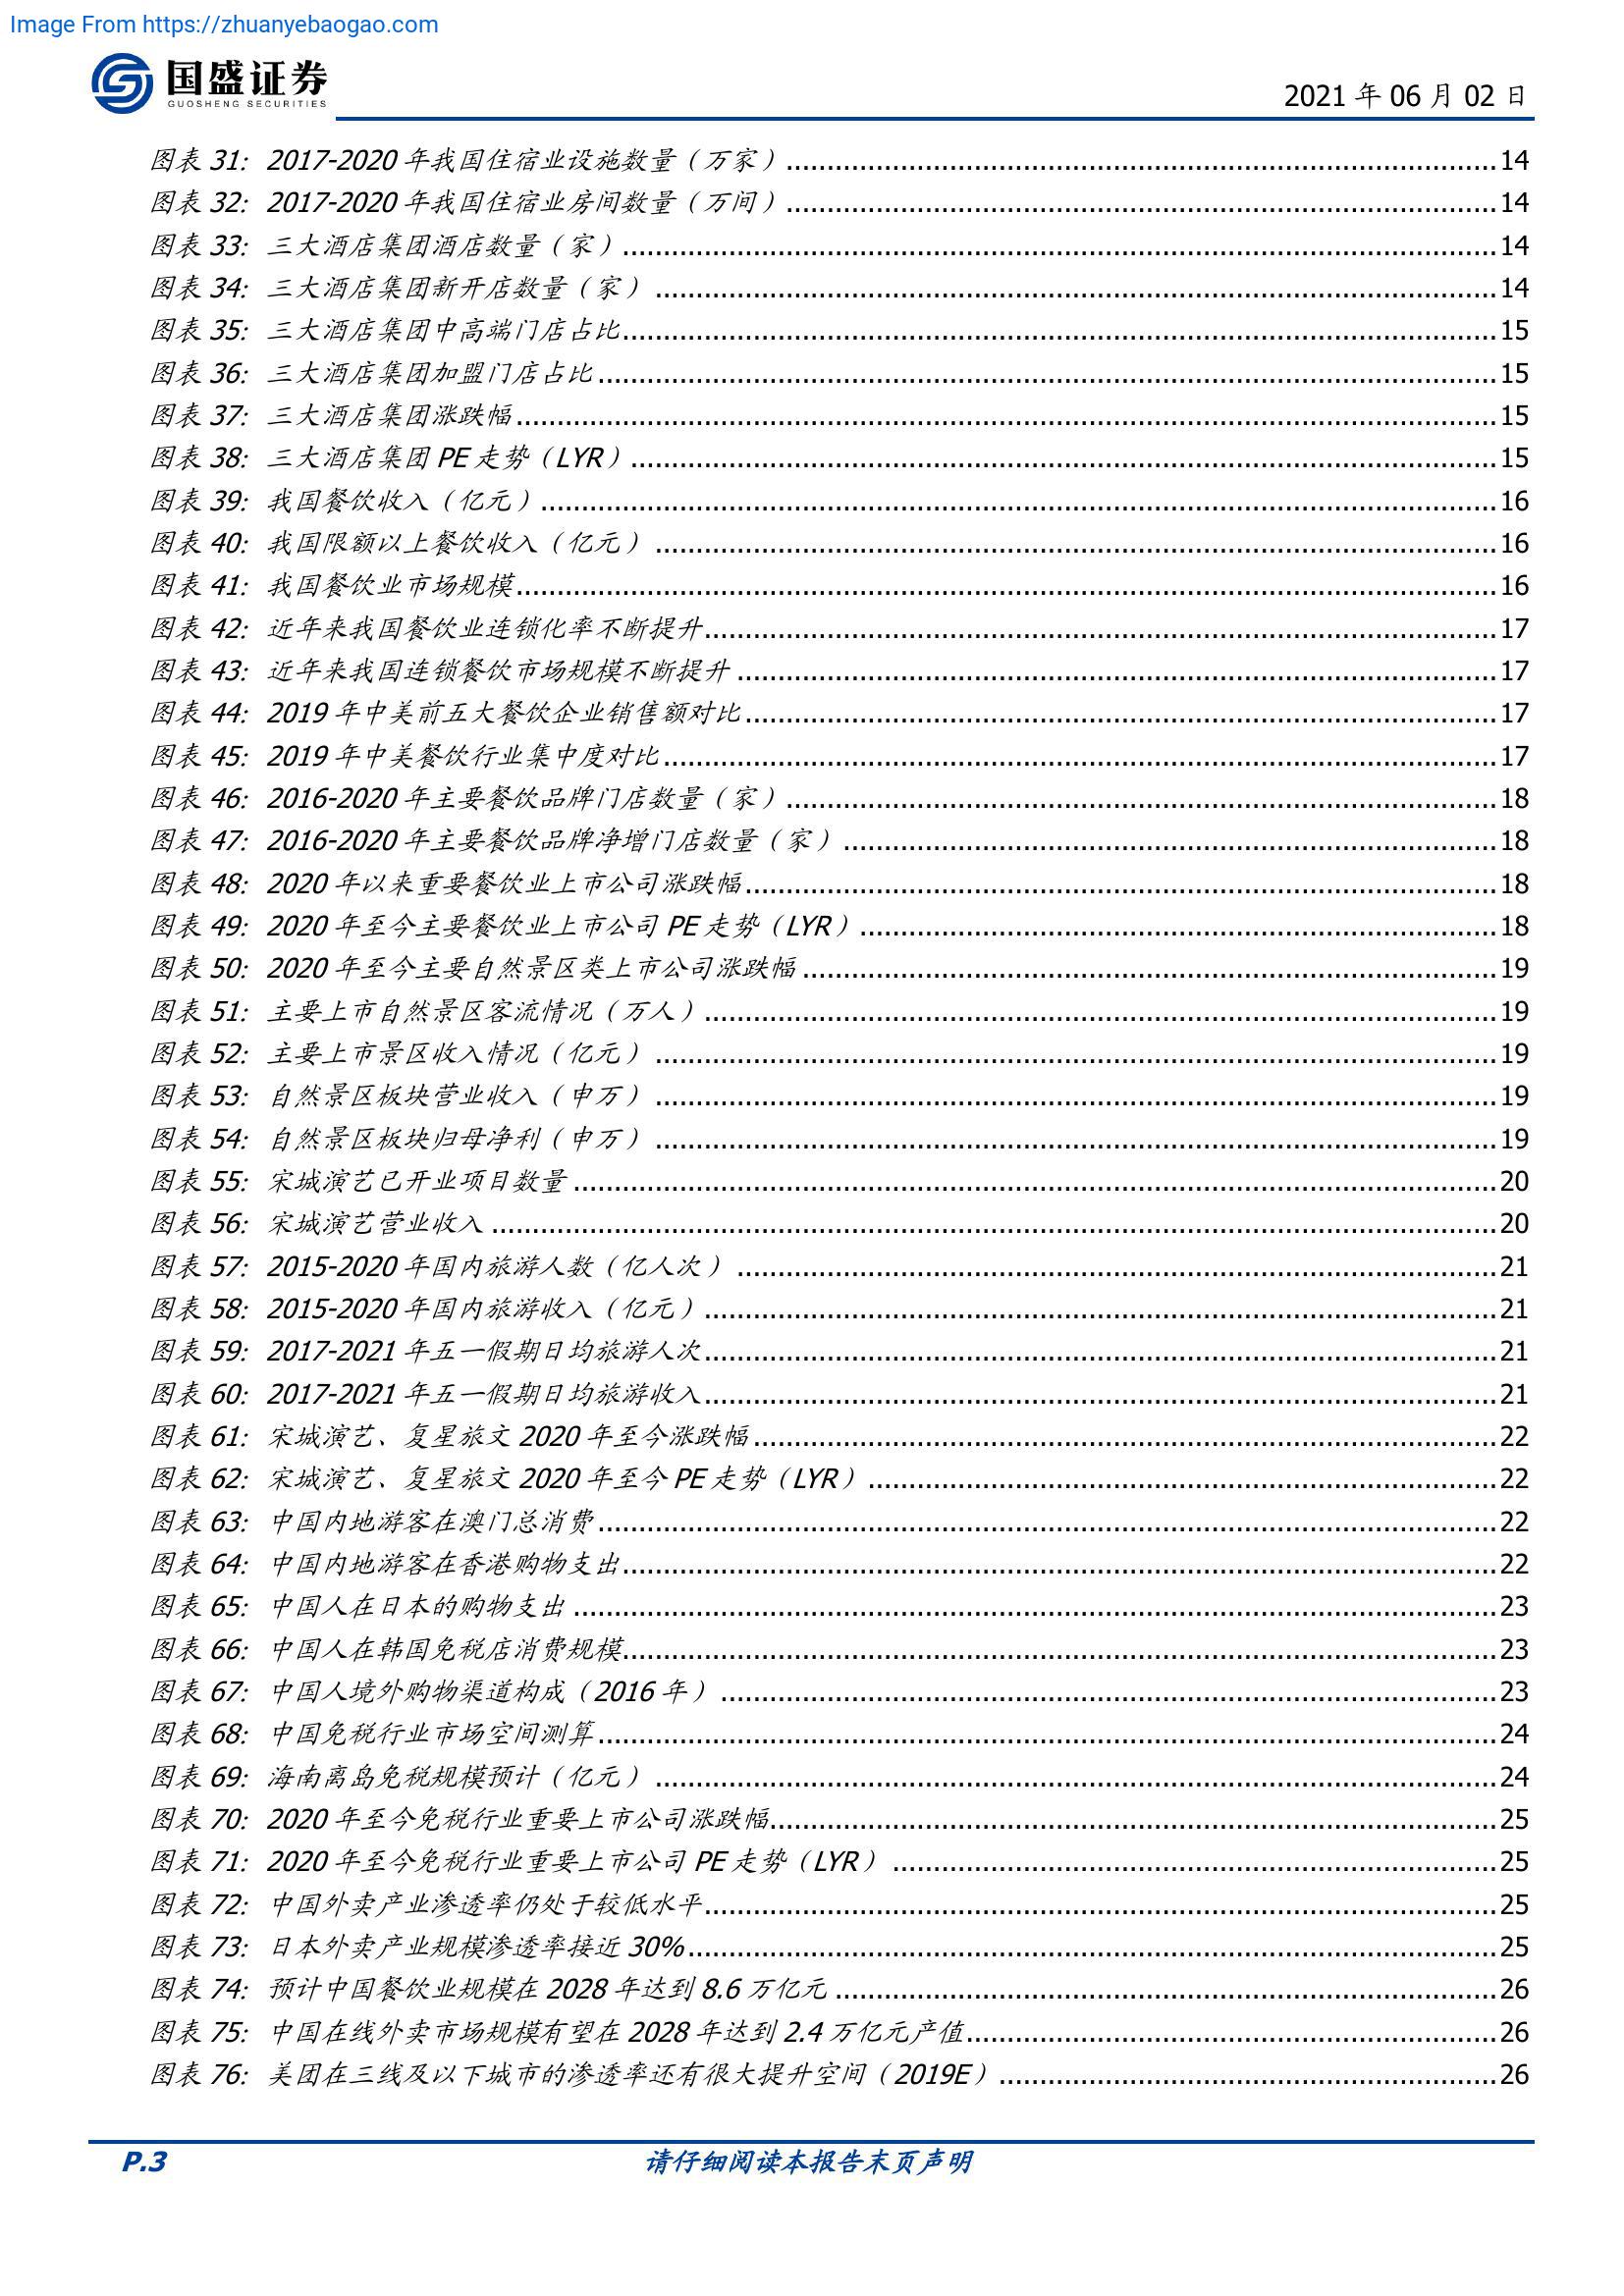 Image From https://zhuanyebaogao.com
国盛证券
GUOSHENG SECURITIES
2021 年 06 月 02 日
图表 31: 2017-2020 年我国住宿业设施数量（万家）....................14
图表 32: 2017-2020 年我国住宿业房间数量（万间）....................14
图表 33: 三大酒店集团酒店数量（家）....................14
图表 34: 三大酒店集团新开店数量（家）....................14
图表 35: 三大酒店集团中高端门店占比....................15
图表 36: 三大酒店集团加盟门店占比....................15
图表 37: 三大酒店集团涨跌幅....................15
图表 38: 三大酒店集团 PE 走势（LYR）....................15
图表 39: 我国餐饮收入（亿元）....................16
图表 40: 我国限额以上餐饮收入（亿元）....................16
图表 41: 我国餐饮业市场规模....................16
图表 42: 近年来我国餐饮业连锁化率不断提升....................17
图表 43: 近年来我国连锁餐饮市场规模不断提升....................17
图表 44: 2019 年中美前五大餐饮企业销售额对比....................17
图表 45: 2019 年中美餐饮行业集中度对比....................17
图表 46: 2016-2020 年主要餐饮品牌门店数量（家）....................18
图表 47: 2016-2020 年主要餐饮品牌净增门店数量（家）....................18
图表 48: 2020 年以来重要餐饮业上市公司涨跌幅....................18
图表 49: 2020 年至今主要餐饮业上市公司 PE 走势（LYR）....................18
图表 50: 2020 年至今主要自然景区类上市公司涨跌幅....................19
图表 51: 主要上市自然景区客流情况（万人）....................19
图表 52: 主要上市景区收入情况（亿元）....................19
图表 53: 自然景区板块营业收入（申万）....................19
图表 54: 自然景区板块归母净利（申万）....................19
图表 55: 宋城演艺已开业项目数量....................20
图表 56: 宋城演艺营业收入....................20
图表 57: 2015-2020 年国内旅游人数（亿人次）....................21
图表 58: 2015-2020 年国内旅游收入（亿元）....................21
图表 59: 2017-2021 年五一假期日均旅游人次....................21
图表 60: 2017-2021 年五一假期日均旅游收入....................21
图表 61: 宋城演艺、复星旅文 2020 年至今涨跌幅....................22
图表 62: 宋城演艺、复星旅文 2020 年至今 PE 走势（LYR）....................22
图表 63: 中国内地游客在澳门总消费....................22
图表 64: 中国内地游客在香港购物支出....................22
图表 65: 中国人在日本的购物支出....................23
图表 66: 中国人在韩国免税店消费规模....................23
图表 67: 中国人境外购物渠道构成（2016 年）....................23
图表 68: 中国免税行业市场空间测算....................24
图表 69: 海南离岛免税规模预计（亿元）....................24
图表 70: 2020 年至今免税行业重要上市公司涨跌幅....................25
图表 71: 2020 年至今免税行业重要上市公司 PE 走势（LYR）....................25
图表 72: 中国外卖产业渗透率仍处于较低水平....................25
图表 73: 日本外卖产业规模渗透率接近 30%....................25
图表 74: 预计中国餐饮业规模在 2028 年达到 8.6 万亿元....................26
图表 75: 中国在线外卖市场规模有望在 2028 年达到 2.4 万亿元产值....................26
图表 76: 美团在三线及以下城市的渗透率还有很大提升空间（2019E）....................26
P.3
请仔细阅读本报告末页声明